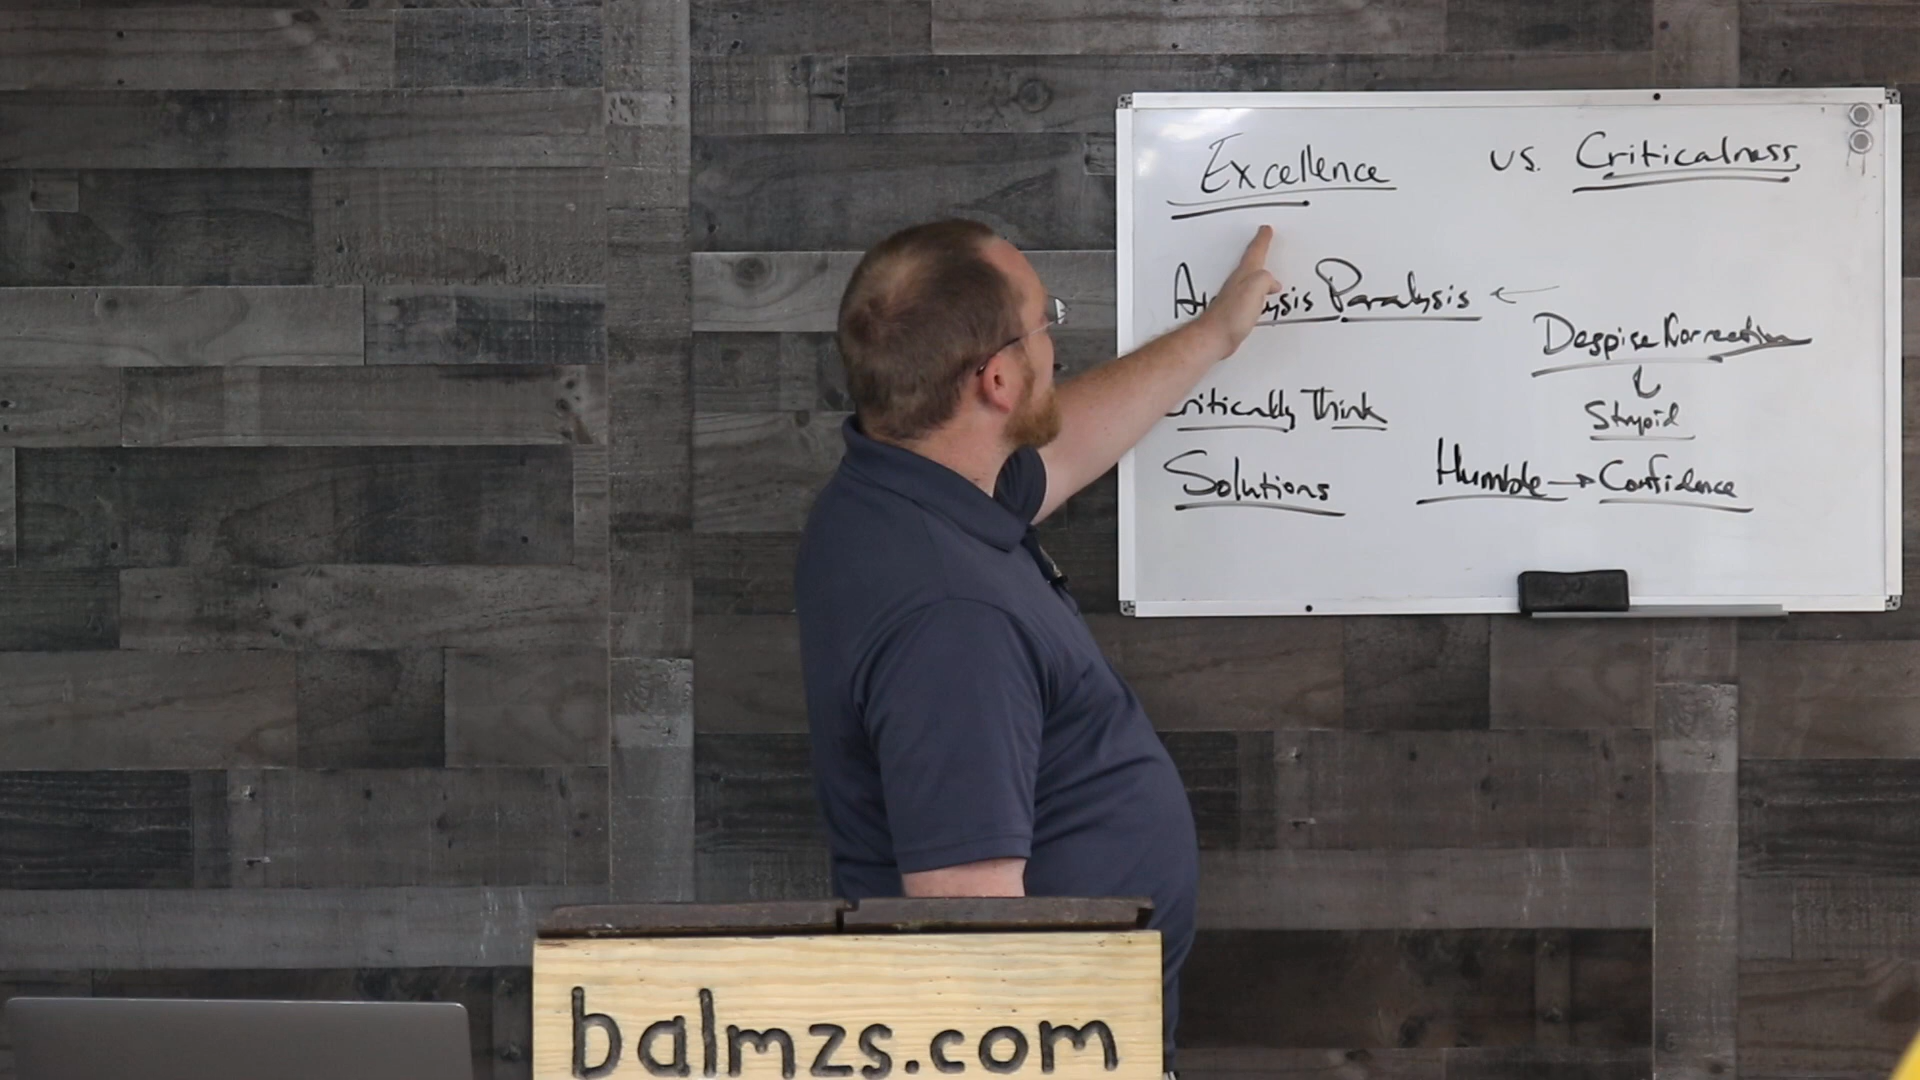 Excellence vs. Criticalness
Analysis Paralysis ←
Despise Correction
↓
Stupid
Critically Think
Solutions
Humble → Confidence
balmzs.com